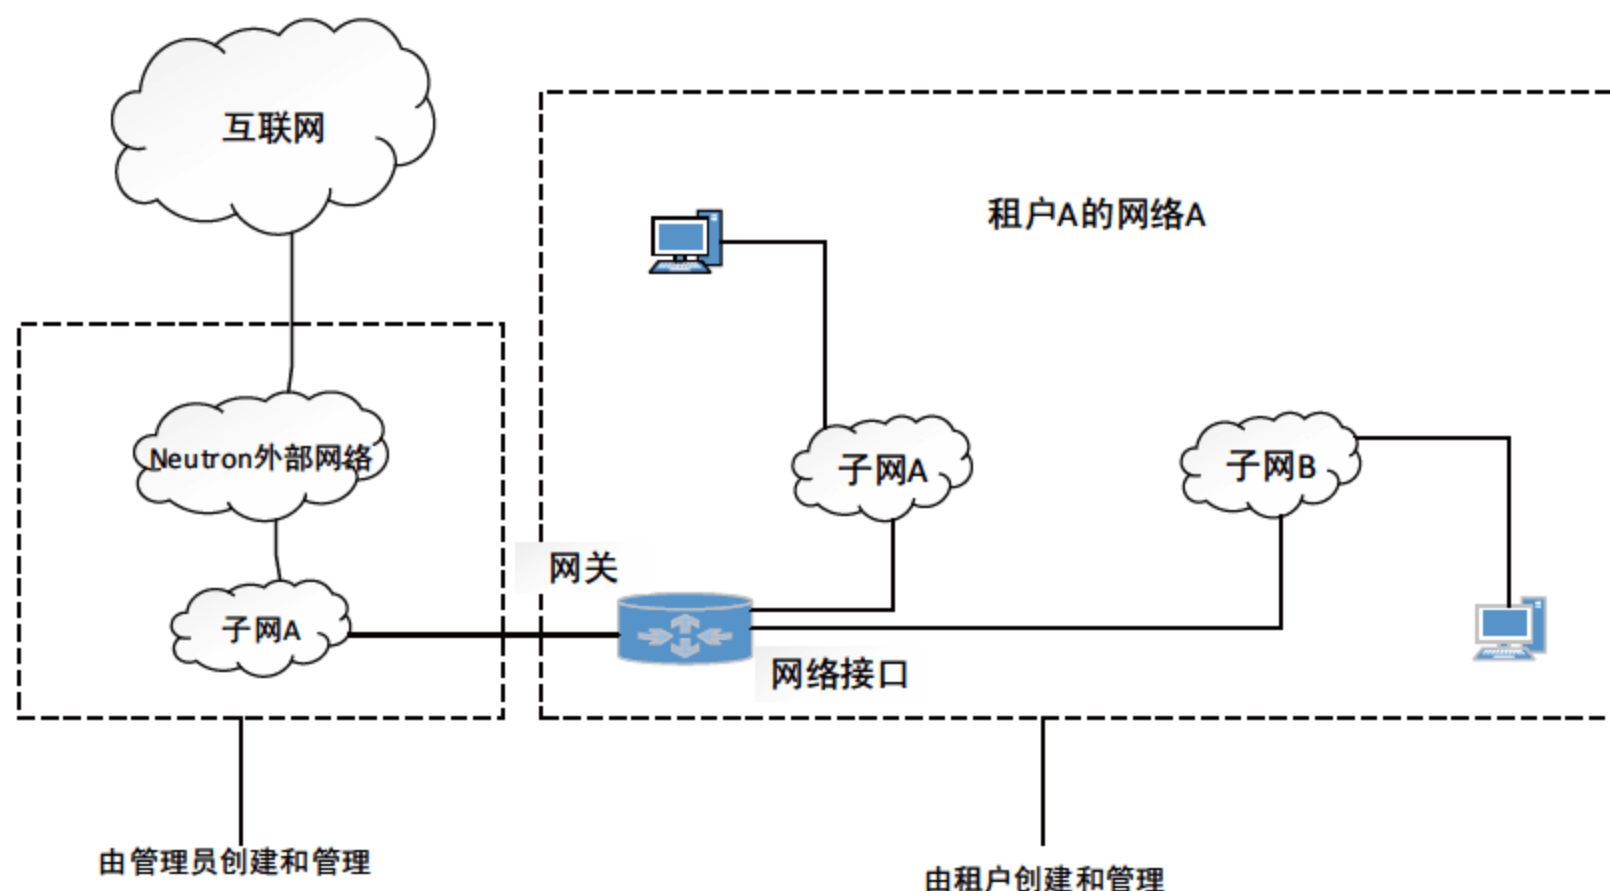 互联网
租户A的网络A
Neutron外部网络
子网A
子网B
网关
子网A
网络接口
由管理员创建和管理
由租户创建和管理